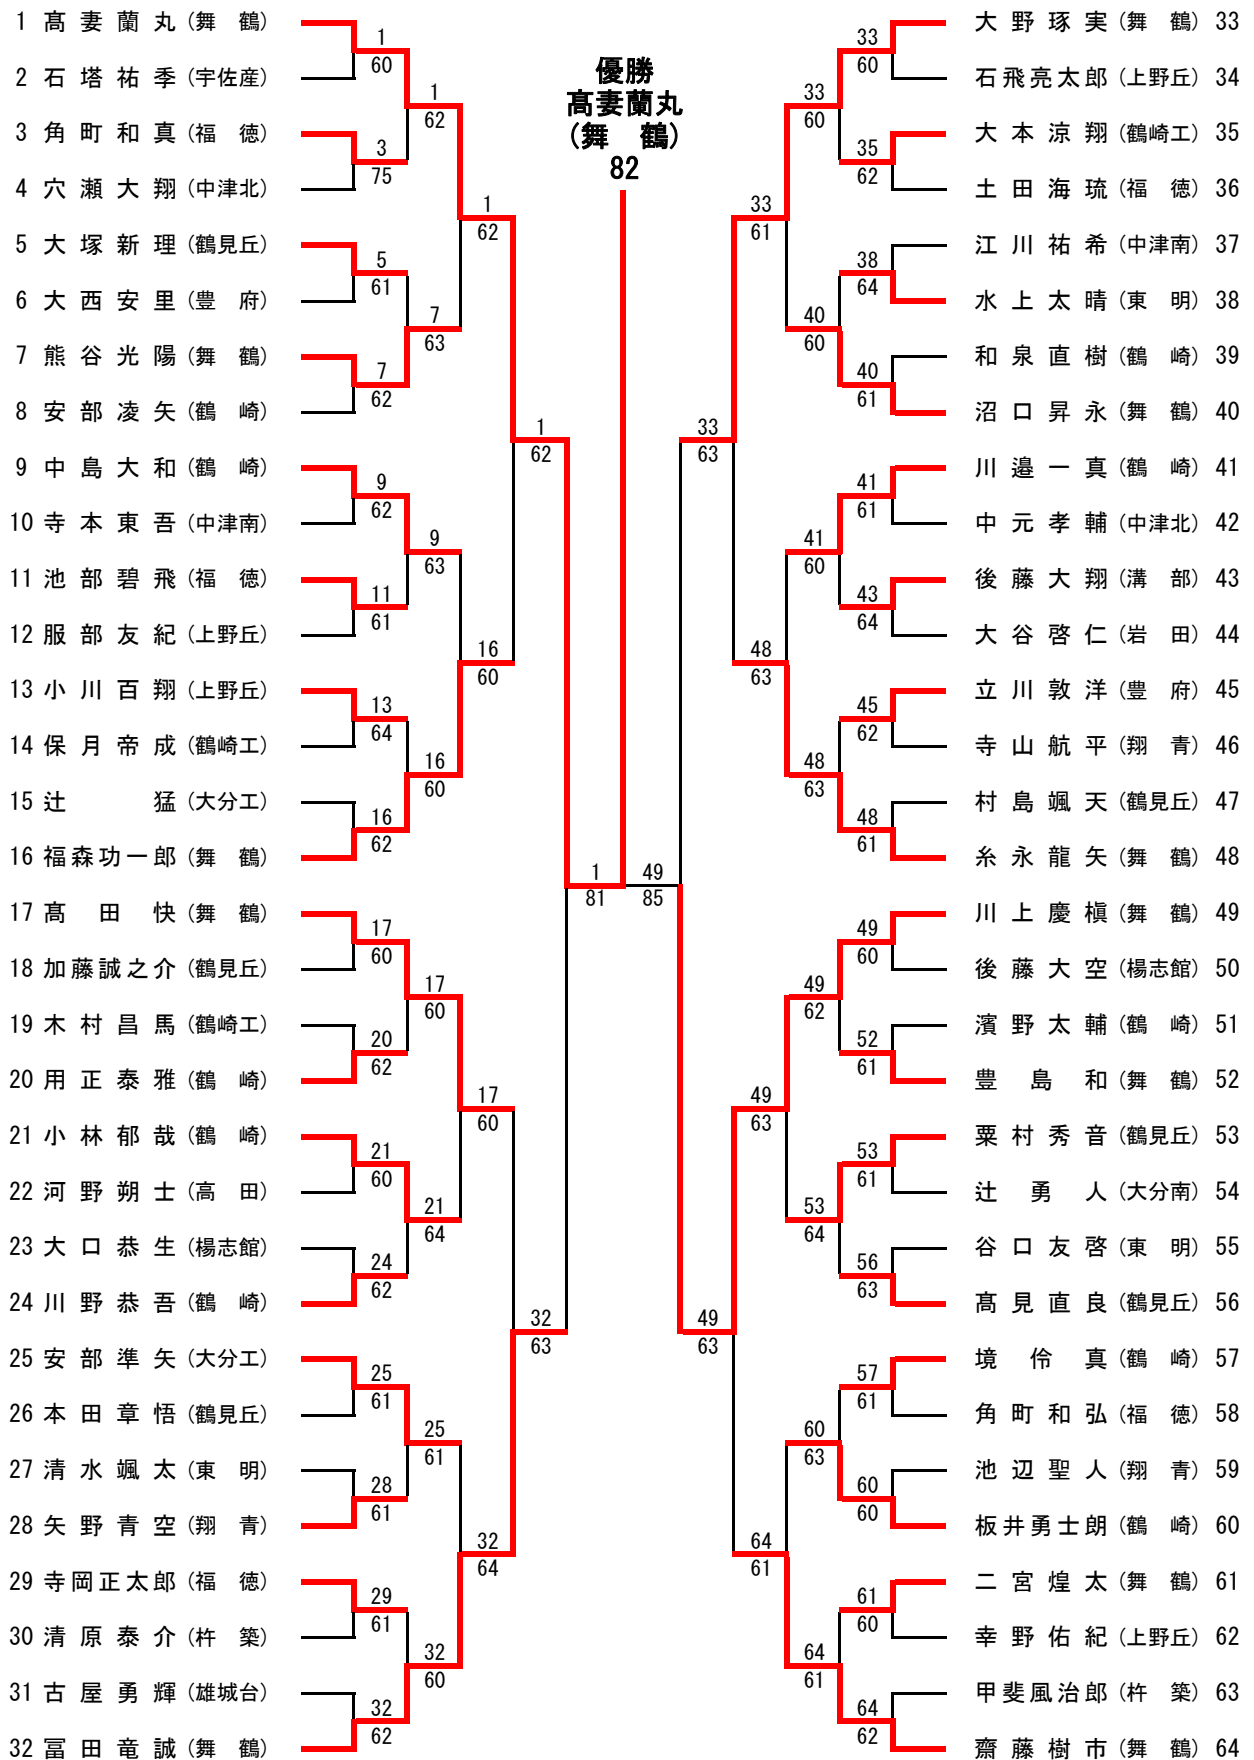 優勝
髙妻蘭丸
(舞 鶴)
82
1 髙妻蘭丸 (舞 鶴)
2 石塔祐季 (宇佐産)
3 角町和真 (福 徳)
4 穴瀬大翔 (中津北)
5 大塚新理 (鶴見丘)
6 大西安里 (豊 府)
7 熊谷光陽 (舞 鶴)
8 安部凌矢 (鶴 崎)
9 中島大和 (鶴 崎)
10 寺本東吾 (中津南)
11 池部碧飛 (福 徳)
12 服部友紀 (上野丘)
13 小川百翔 (上野丘)
14 保月帝成 (鶴崎工)
15 辻 猛 (大分工)
16 福森功一郎 (舞 鶴)
17 髙田快 (舞 鶴)
18 加藤誠之介 (鶴見丘)
19 木村昌馬 (鶴崎工)
20 用正泰雅 (鶴 崎)
21 小林郁哉 (鶴 崎)
22 河野朔士 (高 田)
23 大口恭生 (楊志館)
24 川野恭吾 (鶴 崎)
25 安部準矢 (大分工)
26 本田章悟 (鶴見丘)
27 清水颯太 (東 明)
28 矢野青空 (翔 青)
29 寺岡正太郎 (福 徳)
30 清原泰介 (杵 築)
31 古屋勇輝 (雄城台)
32 冨田竜誠 (舞 鶴)
1
60
3
75
5
61
7
62
9
62
11
61
13
64
16
62
17
60
20
62
21
60
24
62
25
61
28
61
29
61
32
62
1
62
7
63
9
63
16
60
17
60
21
64
25
61
32
60
1
62
16
60
17
60
32
64
1
62
32
63
1
81
49
85
33
63
49
63
33
61
48
63
49
63
64
61
33
60
40
60
41
60
48
63
49
62
53
64
60
63
64
61
33
60
35
62
38
64
40
61
41
61
43
64
45
62
48
61
49
60
52
61
53
61
56
63
57
61
60
60
61
60
64
62
大野琢実 (舞 鶴) 33
石飛亮太郎 (上野丘) 34
大本涼翔 (鶴崎工) 35
土田海琉 (福 徳) 36
江川祐希 (中津南) 37
水上太晴 (東 明) 38
和泉直樹 (鶴 崎) 39
沼口昇永 (舞 鶴) 40
川邉一真 (鶴 崎) 41
中元孝輔 (中津北) 42
後藤大翔 (溝 部) 43
大谷啓仁 (岩 田) 44
立川敦洋 (豊 府) 45
寺山航平 (翔 青) 46
村島颯天 (鶴見丘) 47
糸永龍矢 (舞 鶴) 48
川上慶槇 (舞 鶴) 49
後藤大空 (楊志館) 50
濱野太輔 (鶴 崎) 51
豊島和 (舞 鶴) 52
粟村秀音 (鶴見丘) 53
辻勇人 (大分南) 54
谷口友啓 (東 明) 55
髙見直良 (鶴見丘) 56
境伶真 (鶴 崎) 57
角町和弘 (福 徳) 58
池辺聖人 (翔 青) 59
板井勇士朗 (鶴 崎) 60
二宮煌太 (舞 鶴) 61
幸野佑紀 (上野丘) 62
甲斐風治郎 (杵 築) 63
齋藤樹市 (舞 鶴) 64